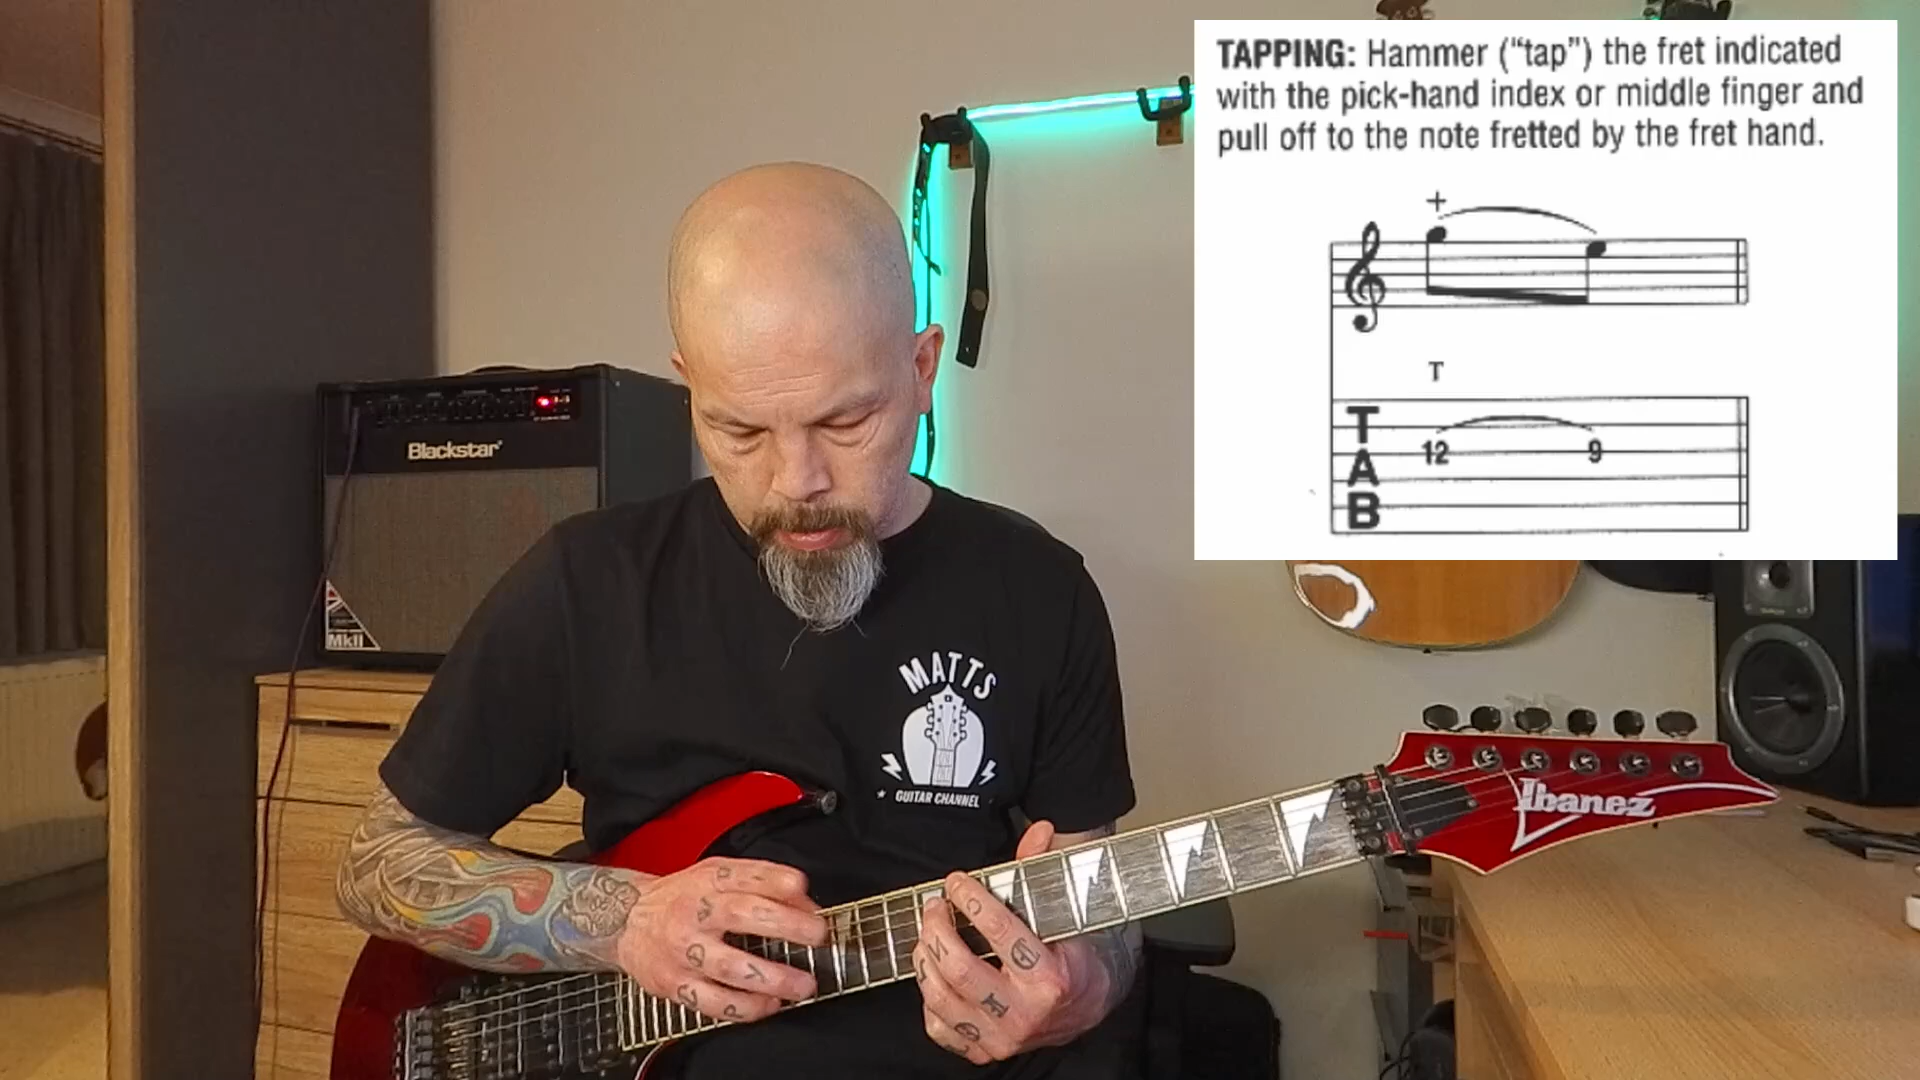 TAPPING: Hammer (“tap”) the fret indicated
with the pick-hand index or middle finger and
pull off to the note fretted by the fret hand.
+
T
T
A
B
12 9
Blackstar
MkII
MATTS
GUITAR CHANNEL
Ibanez